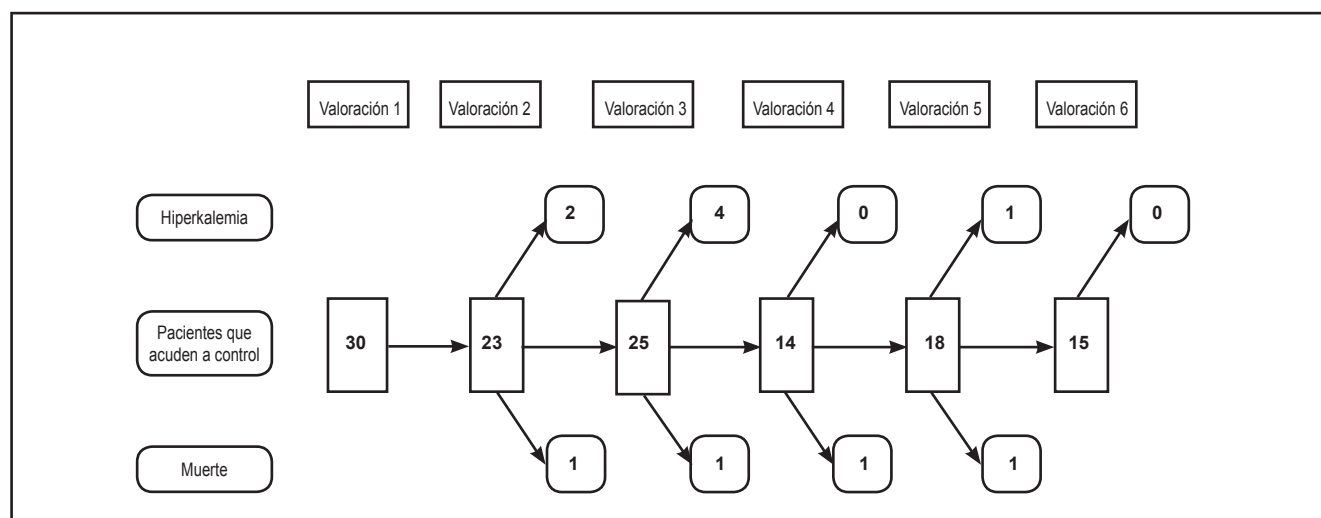 Valoración 1 Valoración 2 Valoración 3 Valoración 4 Valoración 5 Valoración 6
Hiperkalemia 2 4 0 1 0
Pacientes que
acuden a control
30 23 25 14 18 15
Muerte 1 1 1 1